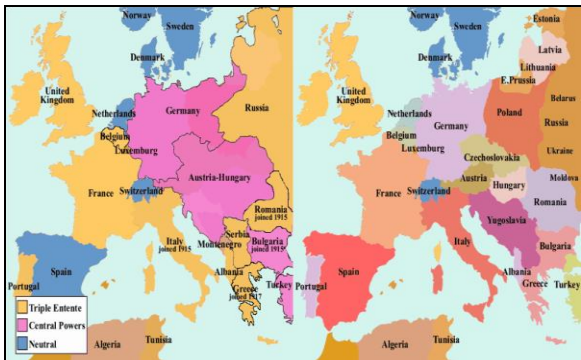 Norway
Sweden
Denmark
United
Kingdom
Netherlands
Germany
Russia
Belgium
Luxemburg
Austria-Hungary
France
Switzerland
Romania
joined 1915
Italy
joined 1915
Serbia
Montenegro
Bulgaria
joined 1915
Albania
Spain
Portugal
Greece
joined 1917
Turkey
Triple Entente
Central Powers
Neutral
Algeria
Tunisia
Norway
Sweden
Estonia
Latvia
Denmark
Lithuania
E.Prussia
United
Kingdom
Belarus
Netherlands
Poland
Russia
Germany
Belgium
Luxemburg
Ukraine
Czechoslovakia
Austria
France
Switzerland
Hungary
Moldova
Romania
Yugoslavia
Italy
Bulgaria
Spain
Portugal
Albania
Greece
Turkey
Algeria
Tunisia